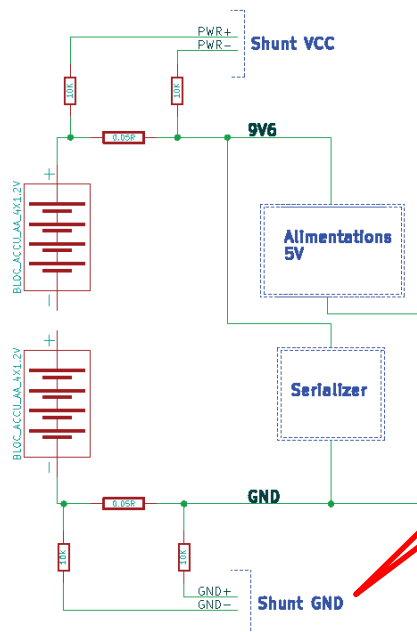 PWR+
PWR-
Shunt VCC
10K
10K
0.05R
9V6
+
BLOC_ACCU_AA_4X1.2V
-
Alimentations
5V
+
BLOC_ACCU_AA_4X1.2V
-
Serializer
0.05R
GND
10K
10K
GND+
GND-
Shunt GND